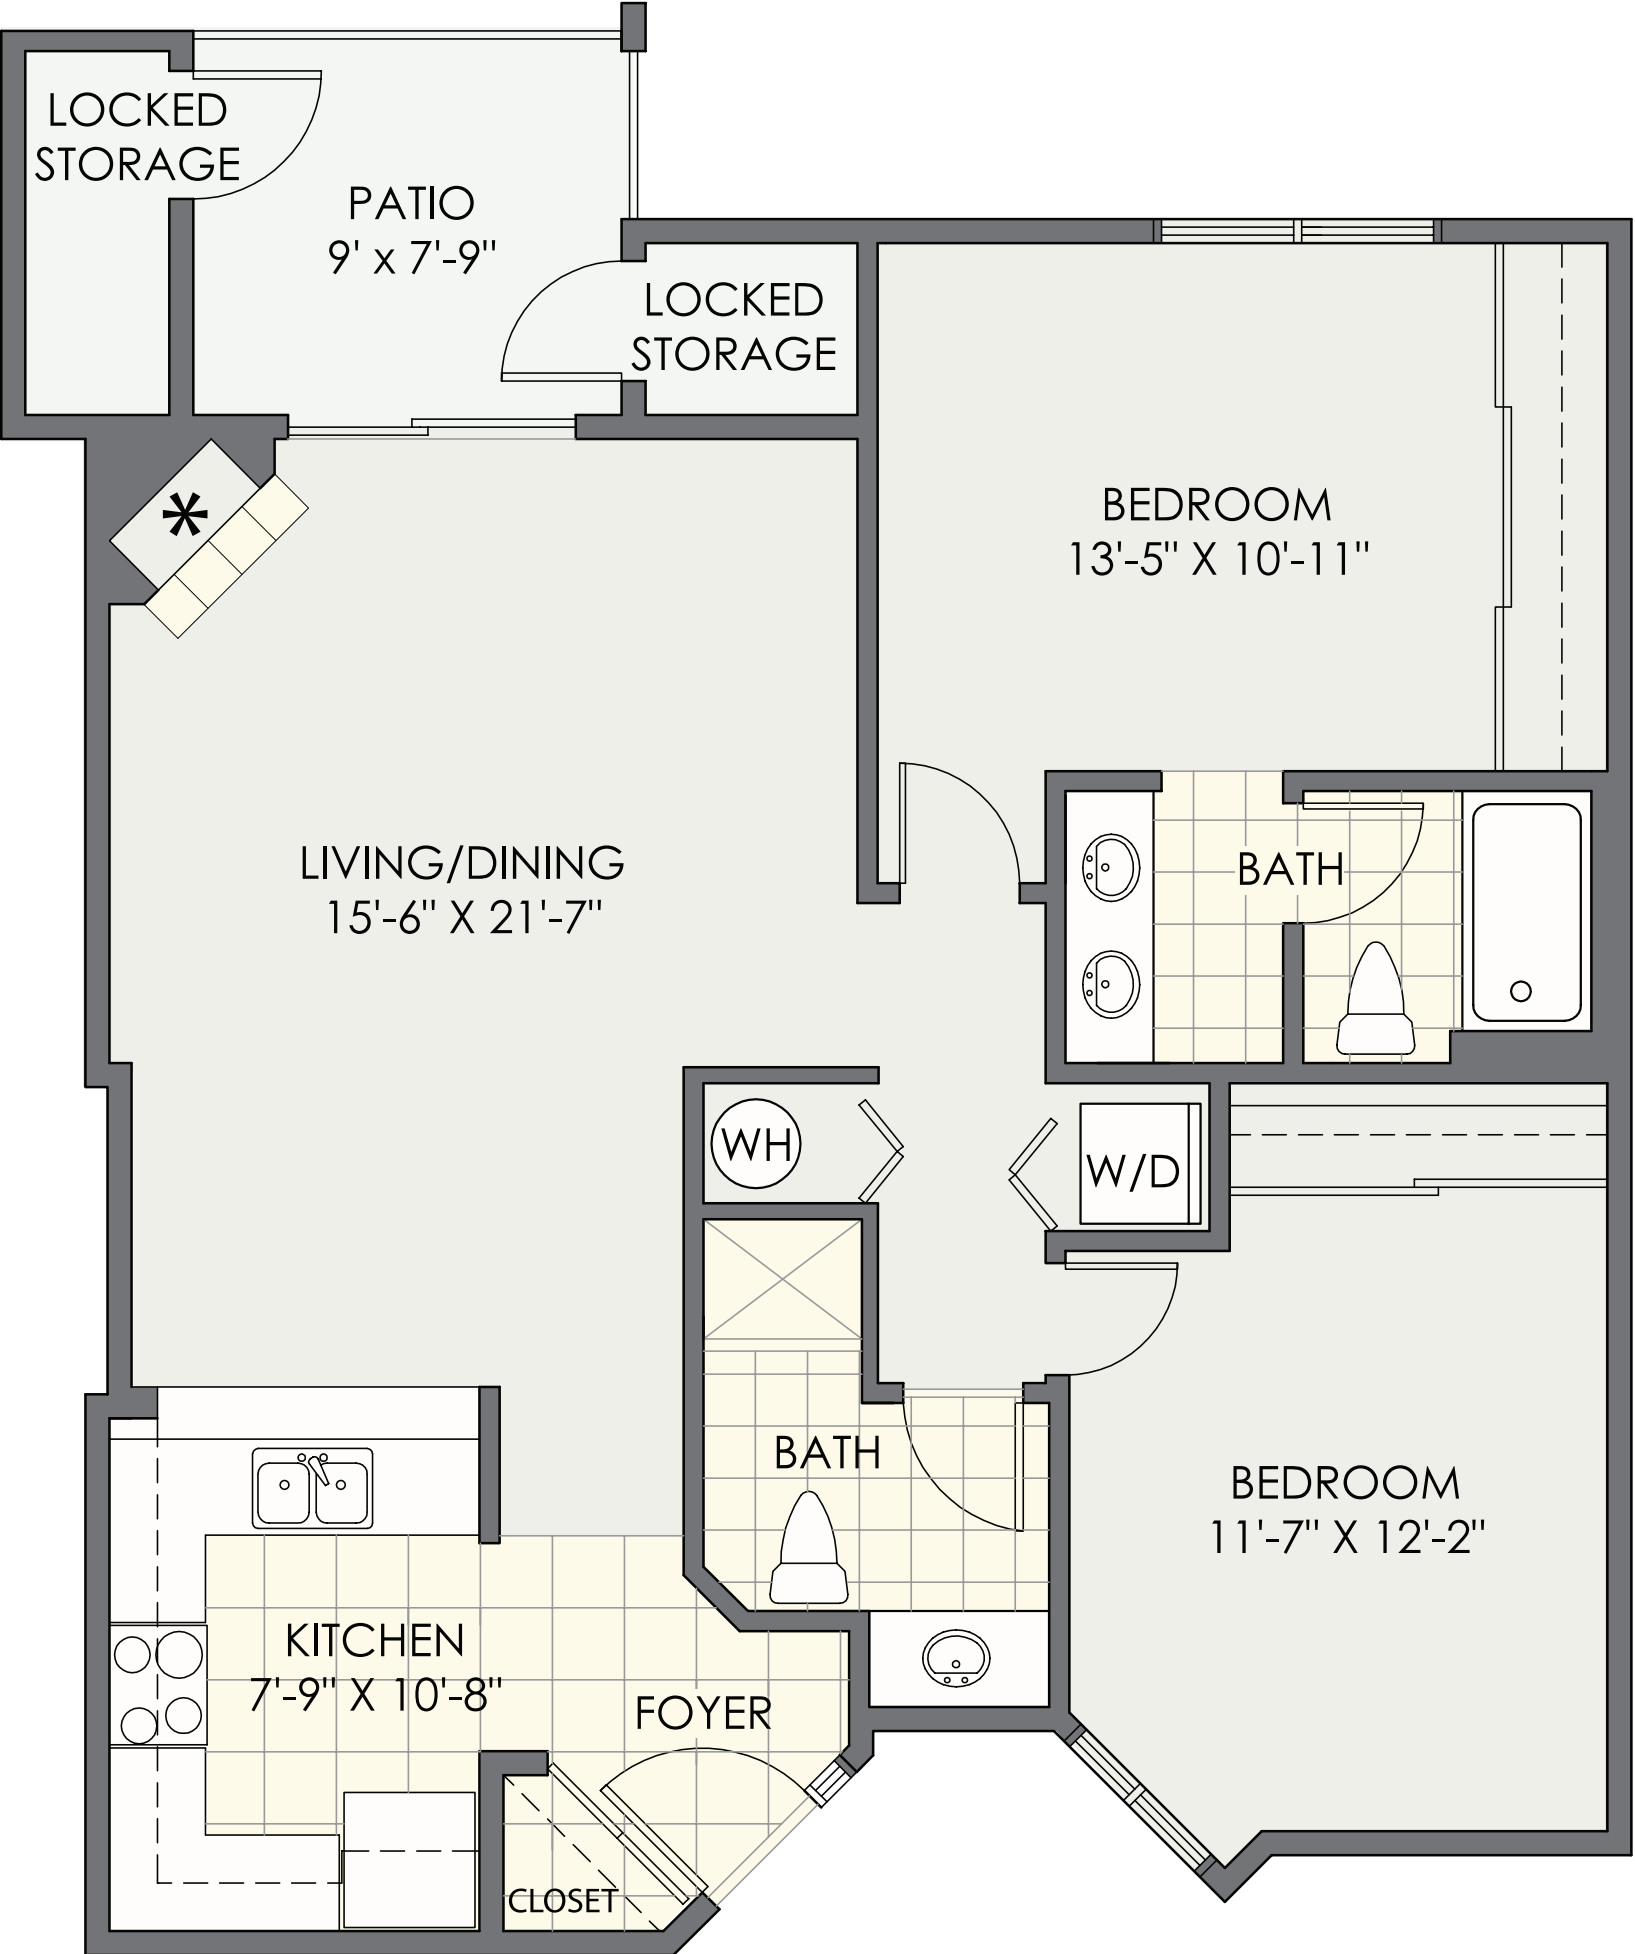 LOCKED
STORAGE
PATIO
9' x 7'-9"
LOCKED
STORAGE
*
BEDROOM
13'-5" X 10'-11"
LIVING/DINING
15'-6" X 21'-7"
BATH
WH
W/D
BATH
BEDROOM
11'-7" X 12'-2"
KITCHEN
7'-9" X 10'-8"
FOYER
CLOSET